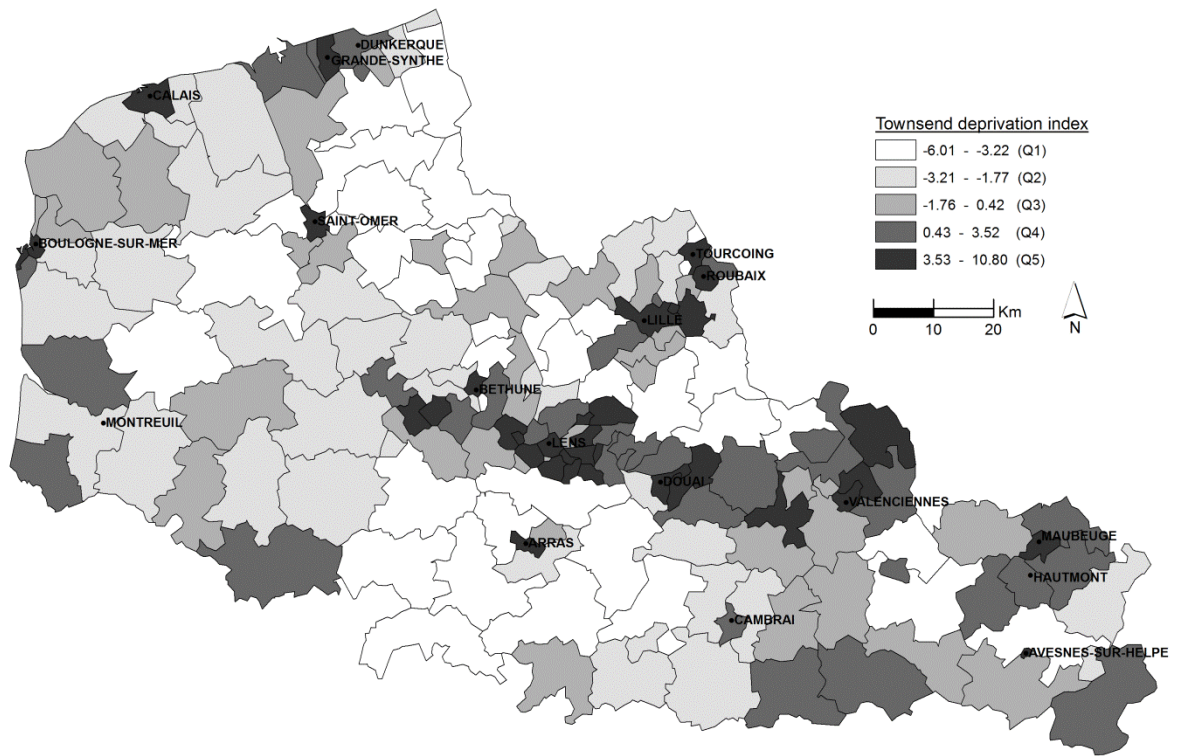 DUNKERQUE
GRANDE-SYNTHE
CALAIS
Townsend deprivation index
-6.01 - -3.22 (Q1)
-3.21 - -1.77 (Q2)
-1.76 - 0.42 (Q3)
0.43 - 3.52 (Q4)
3.53 - 10.80 (Q5)
SAINT-OMER
BOULOGNE-SUR-MER
TOURCOING
ROUBAIX
LILLE
Km
0 10 20
N
BETHUNE
MONTREUIL
LENS
DOUAI
VALENCIENNES
ARRAS
MAUBEUGE
HAUTMONT
CAMBRAI
AVESNES-SUR-HELPE